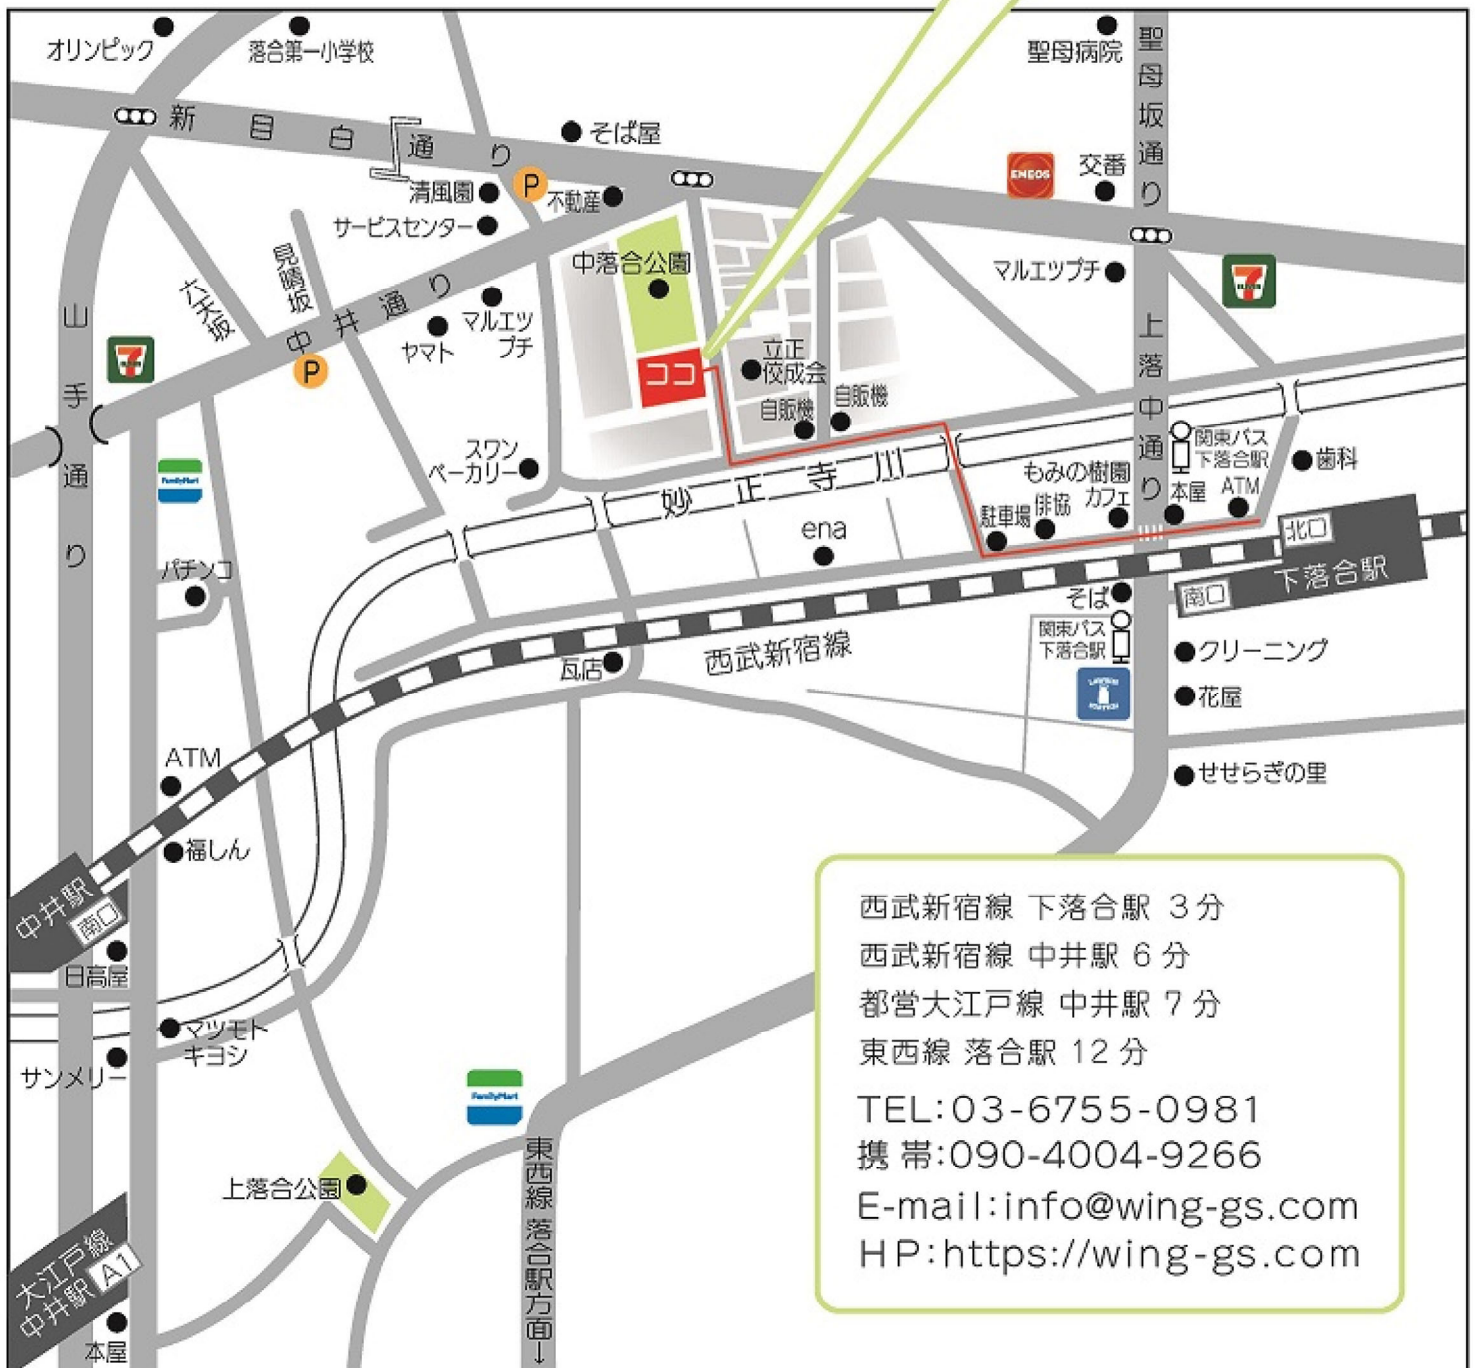 オリンピック
落合第一小学校
聖母病院
聖母坂通り
新目白通り
そば屋
ENEOS
交番
清風園
P
不動産
サービスセンター
中落合公園
マルエツプチ
見晴坂
六天坂
中井通り
山手通り
マルエツ
プチ
ヤマト
P
7
ELEVEN
7
ELEVEN
上落中通り
ココ
立正
佼成会
自販機
自販機
関東バス
下落合駅
歯科
スワン
ベーカリー
FamilyMart
妙正寺川
もみの樹園
カフェ
本屋
ATM
俳協
駐車場
ena
北口
下落合駅
南口
パチンコ
そば
関東バス
下落合駅
西武新宿線
瓦店
クリーニング
LAWSON
STATION
花屋
ATM
せせらぎの里
福しん
中井駅
南口
日高屋
マツモト
キヨシ
サンメリー
FamilyMart
東西線 落合駅方面↓
上落合公園
大江戸線
中井駅 A1
本屋
西武新宿線 下落合駅 3分
西武新宿線 中井駅 6分
都営大江戸線 中井駅 7分
東西線 落合駅 12分
TEL:03-6755-0981
携帯:090-4004-9266
E-mail:info@wing-gs.com
HP:https://wing-gs.com